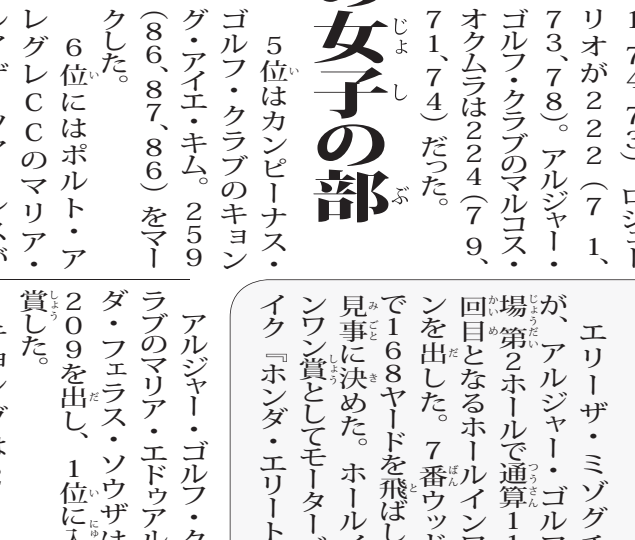 174、73)、ロジェー
リオが222（71、
73、78）。アルジャー・
ゴルフ・クラブのマルコス・
オクムラは224（79、
71、74）だった。
女子の部
5位はカンピーナス・
ゴルフ・クラブのキョン
グ・アイエ・キム。259
（86、87、86）をマー
クした。
6位にはポルト・ア
レグレCCのマリア・
エリーザ・ミゾグチ
が、アルジャー・ゴルフ
場第2ホールで通算11
回目となるホールインワ
ンを出した。7番ウッド
で168ヤードを飛ばし
見事に決めた。ホールイ
ンワン賞としてモーター
イク『ホンダ・エリート
アルジャー・ゴルフ・ク
ラブのマリア・エドゥアル
ダ・フェラス・ソウザは
209を出し、1位に入
賞した。